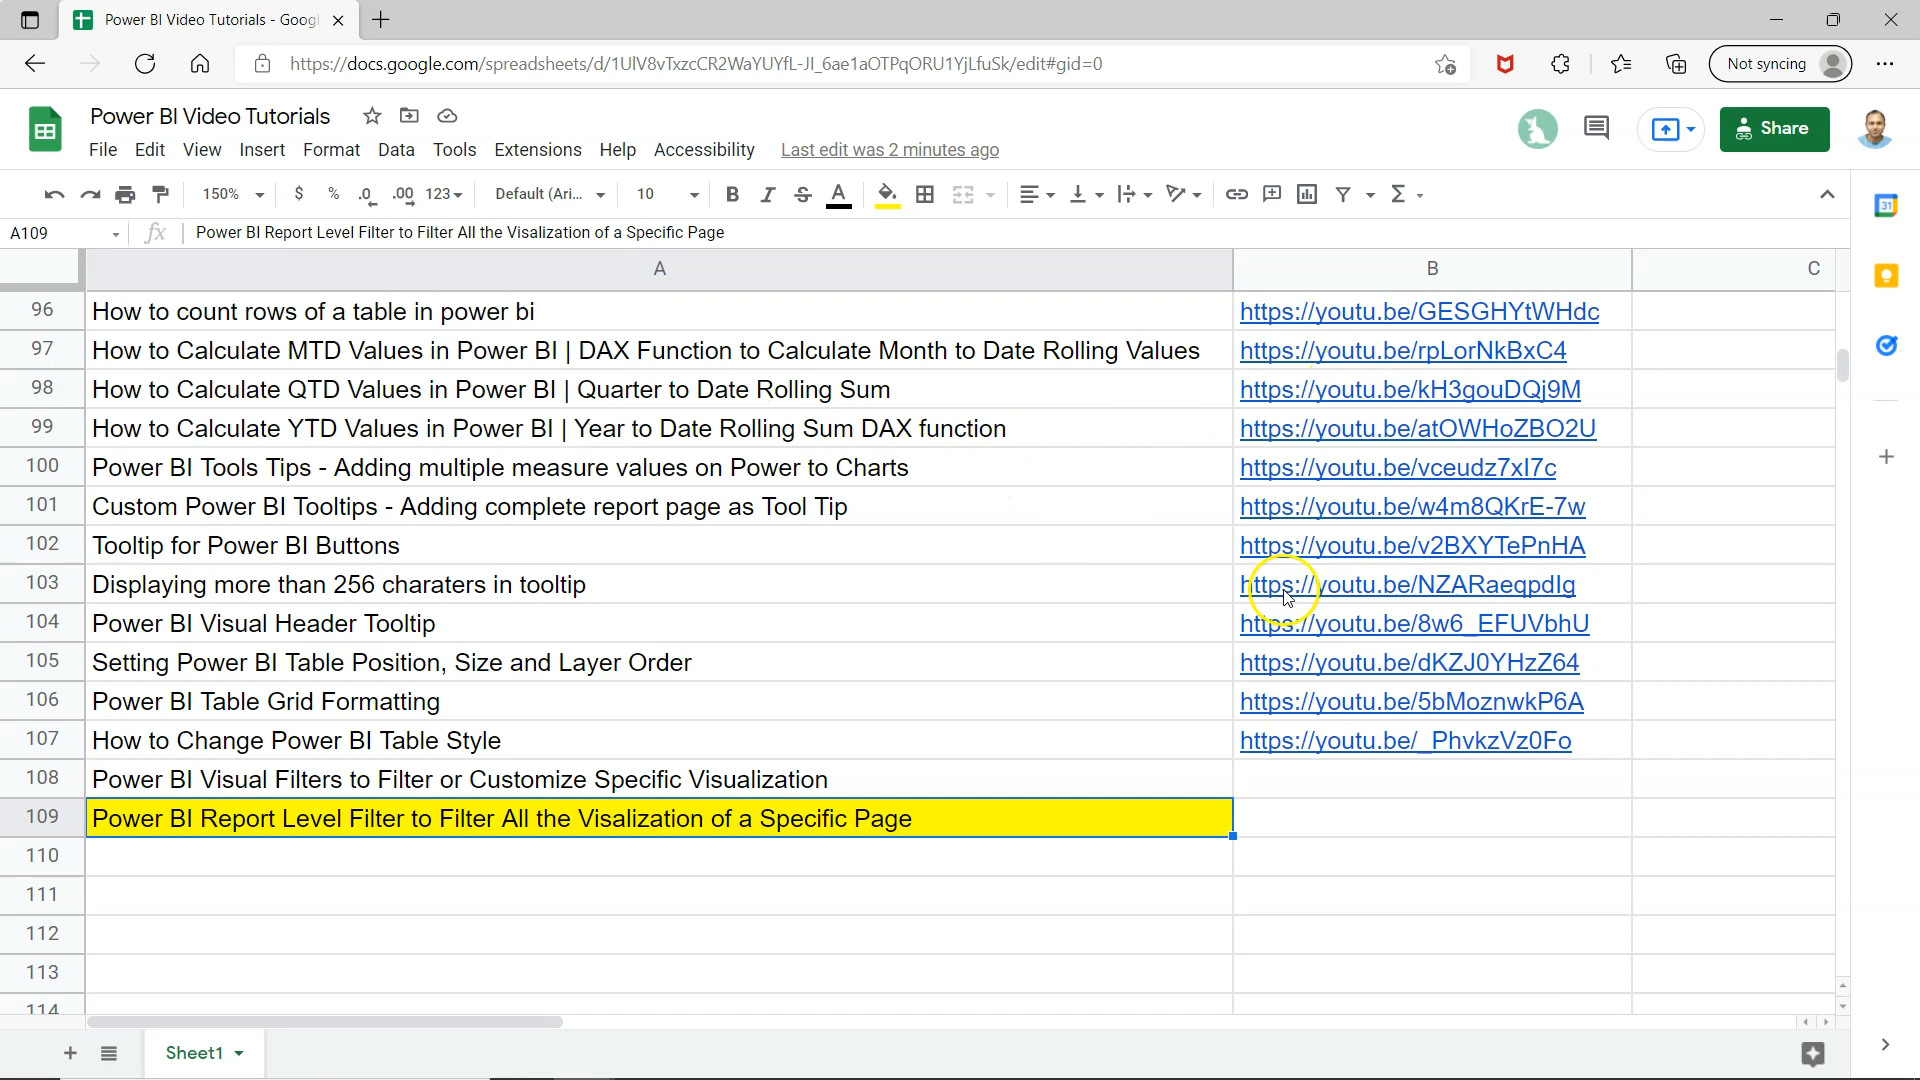 Power BI Video Tutorials - Goog
Not syncing
https://docs.google.com/spreadsheets/d/1UlV8vTxzcCR2WaYUYfL-JI_6ae1aOTPqORU1YjLfuSk/edit#gid=0
Power BI Video Tutorials
File Edit View Insert Format Data Tools Extensions Help Accessibility Last edit was 2 minutes ago
Share
150% $ % .0 .00 123 Default (Ari... 10 B I S A Σ
31
A109 fx Power BI Report Level Filter to Filter All the Visalization of a Specific Page
A B C
96 How to count rows of a table in power bi https://youtu.be/GESGHYtWHdc
97 How to Calculate MTD Values in Power BI | DAX Function to Calculate Month to Date Rolling Values https://youtu.be/rpLorNkBxC4
98 How to Calculate QTD Values in Power BI | Quarter to Date Rolling Sum https://youtu.be/kH3gouDQj9M
99 How to Calculate YTD Values in Power BI | Year to Date Rolling Sum DAX function https://youtu.be/atOWHoZBO2U
100 Power BI Tools Tips - Adding multiple measure values on Power to Charts https://youtu.be/vceudz7xl7c
101 Custom Power BI Tooltips - Adding complete report page as Tool Tip https://youtu.be/w4m8QKrE-7w
102 Tooltip for Power BI Buttons https://youtu.be/v2BXYTePnHA
103 Displaying more than 256 charaters in tooltip https://youtu.be/NZARaeqpdIg
104 Power BI Visual Header Tooltip https://youtu.be/8w6_EFUVbhU
105 Setting Power BI Table Position, Size and Layer Order https://youtu.be/dKZJ0YHzZ64
106 Power BI Table Grid Formatting https://youtu.be/5bMoznwkP6A
107 How to Change Power BI Table Style https://youtu.be/_PhvkzVz0Fo
108 Power BI Visual Filters to Filter or Customize Specific Visualization
109 Power BI Report Level Filter to Filter All the Visalization of a Specific Page
110
111
112
113
114
Sheet1